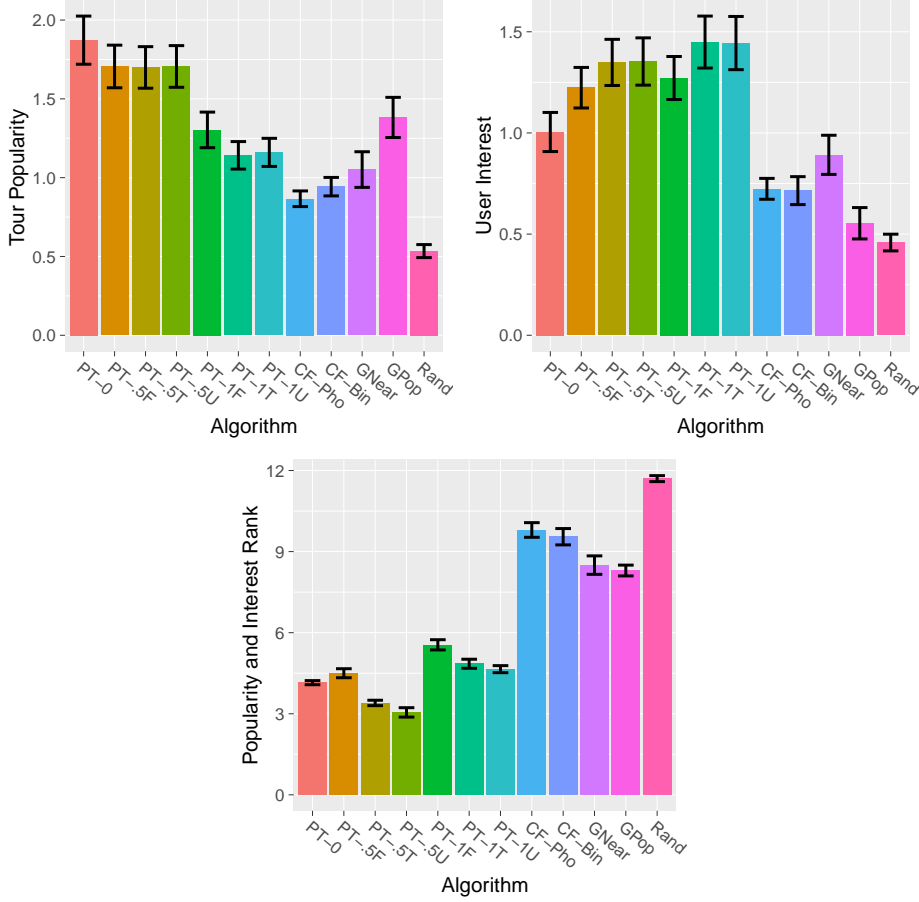 Tour Popularity
2.0
1.5
1.0
0.5
0.0
PT−0
PT−.5F
PT−.5T
PT−.5U
PT−1F
PT−1T
PT−1U
CF−Pho
CF−Bin
GNear
GPop
Rand
Algorithm
User Interest
1.5
1.0
0.5
0.0
PT−0
PT−.5F
PT−.5T
PT−.5U
PT−1F
PT−1T
PT−1U
CF−Pho
CF−Bin
GNear
GPop
Rand
Algorithm
Popularity and Interest Rank
12
9
6
3
0
PT−0
PT−.5F
PT−.5T
PT−.5U
PT−1F
PT−1T
PT−1U
CF−Pho
CF−Bin
GNear
GPop
Rand
Algorithm